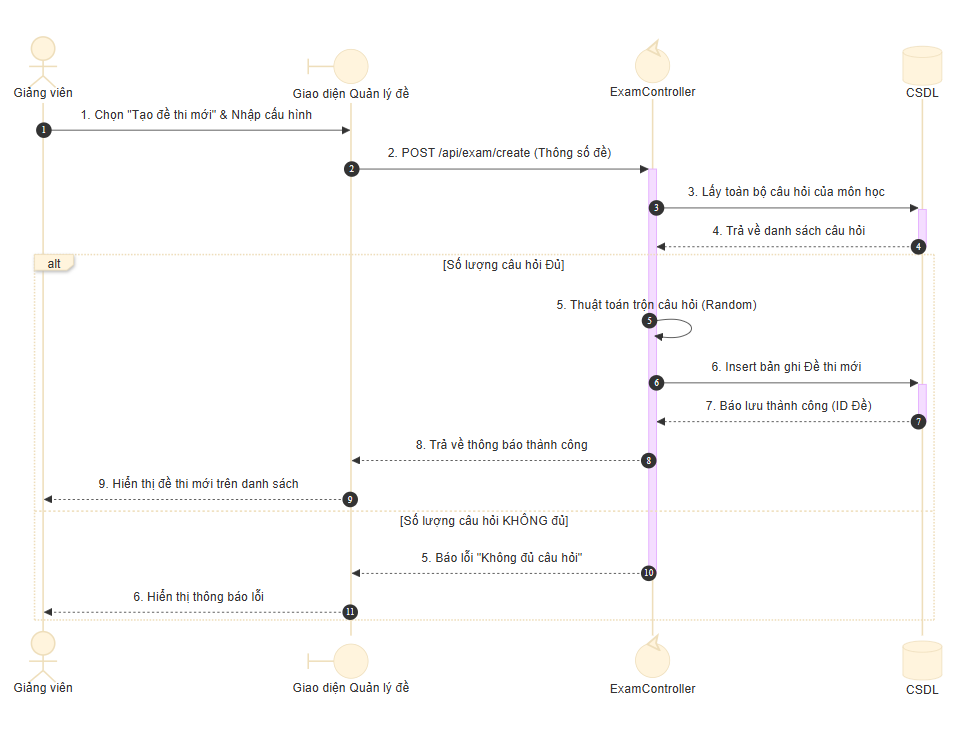 Giảng viên
Giao diện Quản lý đề
ExamController
CSDL
1. Chọn "Tạo đề thi mới" & Nhập cấu hình
1
2. POST /api/exam/create (Thông số đề)
2
3. Lấy toàn bộ câu hỏi của môn học
3
4. Trả về danh sách câu hỏi
4
alt
[Số lượng câu hỏi Đủ]
5. Thuật toán trộn câu hỏi (Random)
5
6. Insert bản ghi Đề thi mới
6
7. Báo lưu thành công (ID Đề)
7
8. Trả về thông báo thành công
8
9. Hiển thị đề thi mới trên danh sách
9
[Số lượng câu hỏi KHÔNG đủ]
5. Báo lỗi "Không đủ câu hỏi"
10
6. Hiển thị thông báo lỗi
11
Giảng viên
Giao diện Quản lý đề
ExamController
CSDL